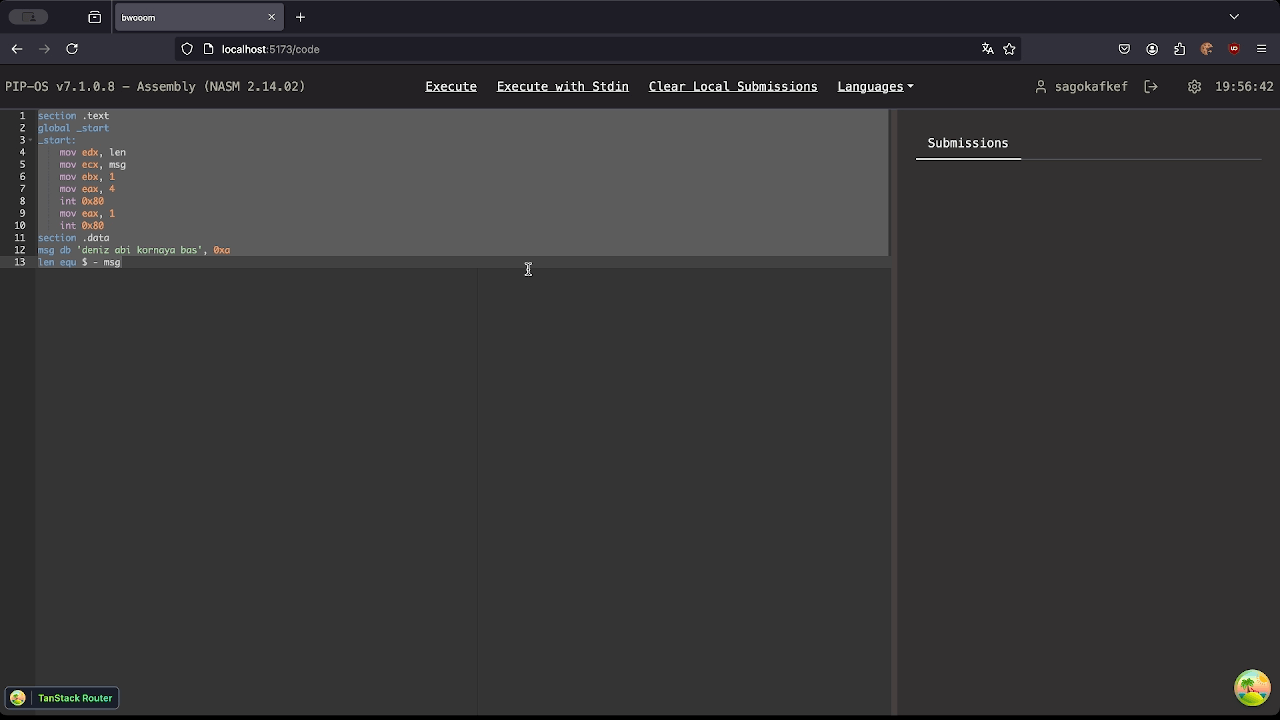 bwooom
localhost:5173/code
PIP-OS v7.1.0.8 — Assembly (NASM 2.14.02)
Execute
Execute with Stdin
Clear Local Submissions
Languages
sagokafkef
19:56:42
1 section .text
2 global _start
3 _start:
4 mov edx, len
5 mov ecx, msg
6 mov ebx, 1
7 mov eax, 4
8 int 0x80
9 mov eax, 1
10 int 0x80
11 section .data
12 msg db 'deniz abi kornaya bas', 0xa
13 len equ $ - msg
Submissions
TanStack Router